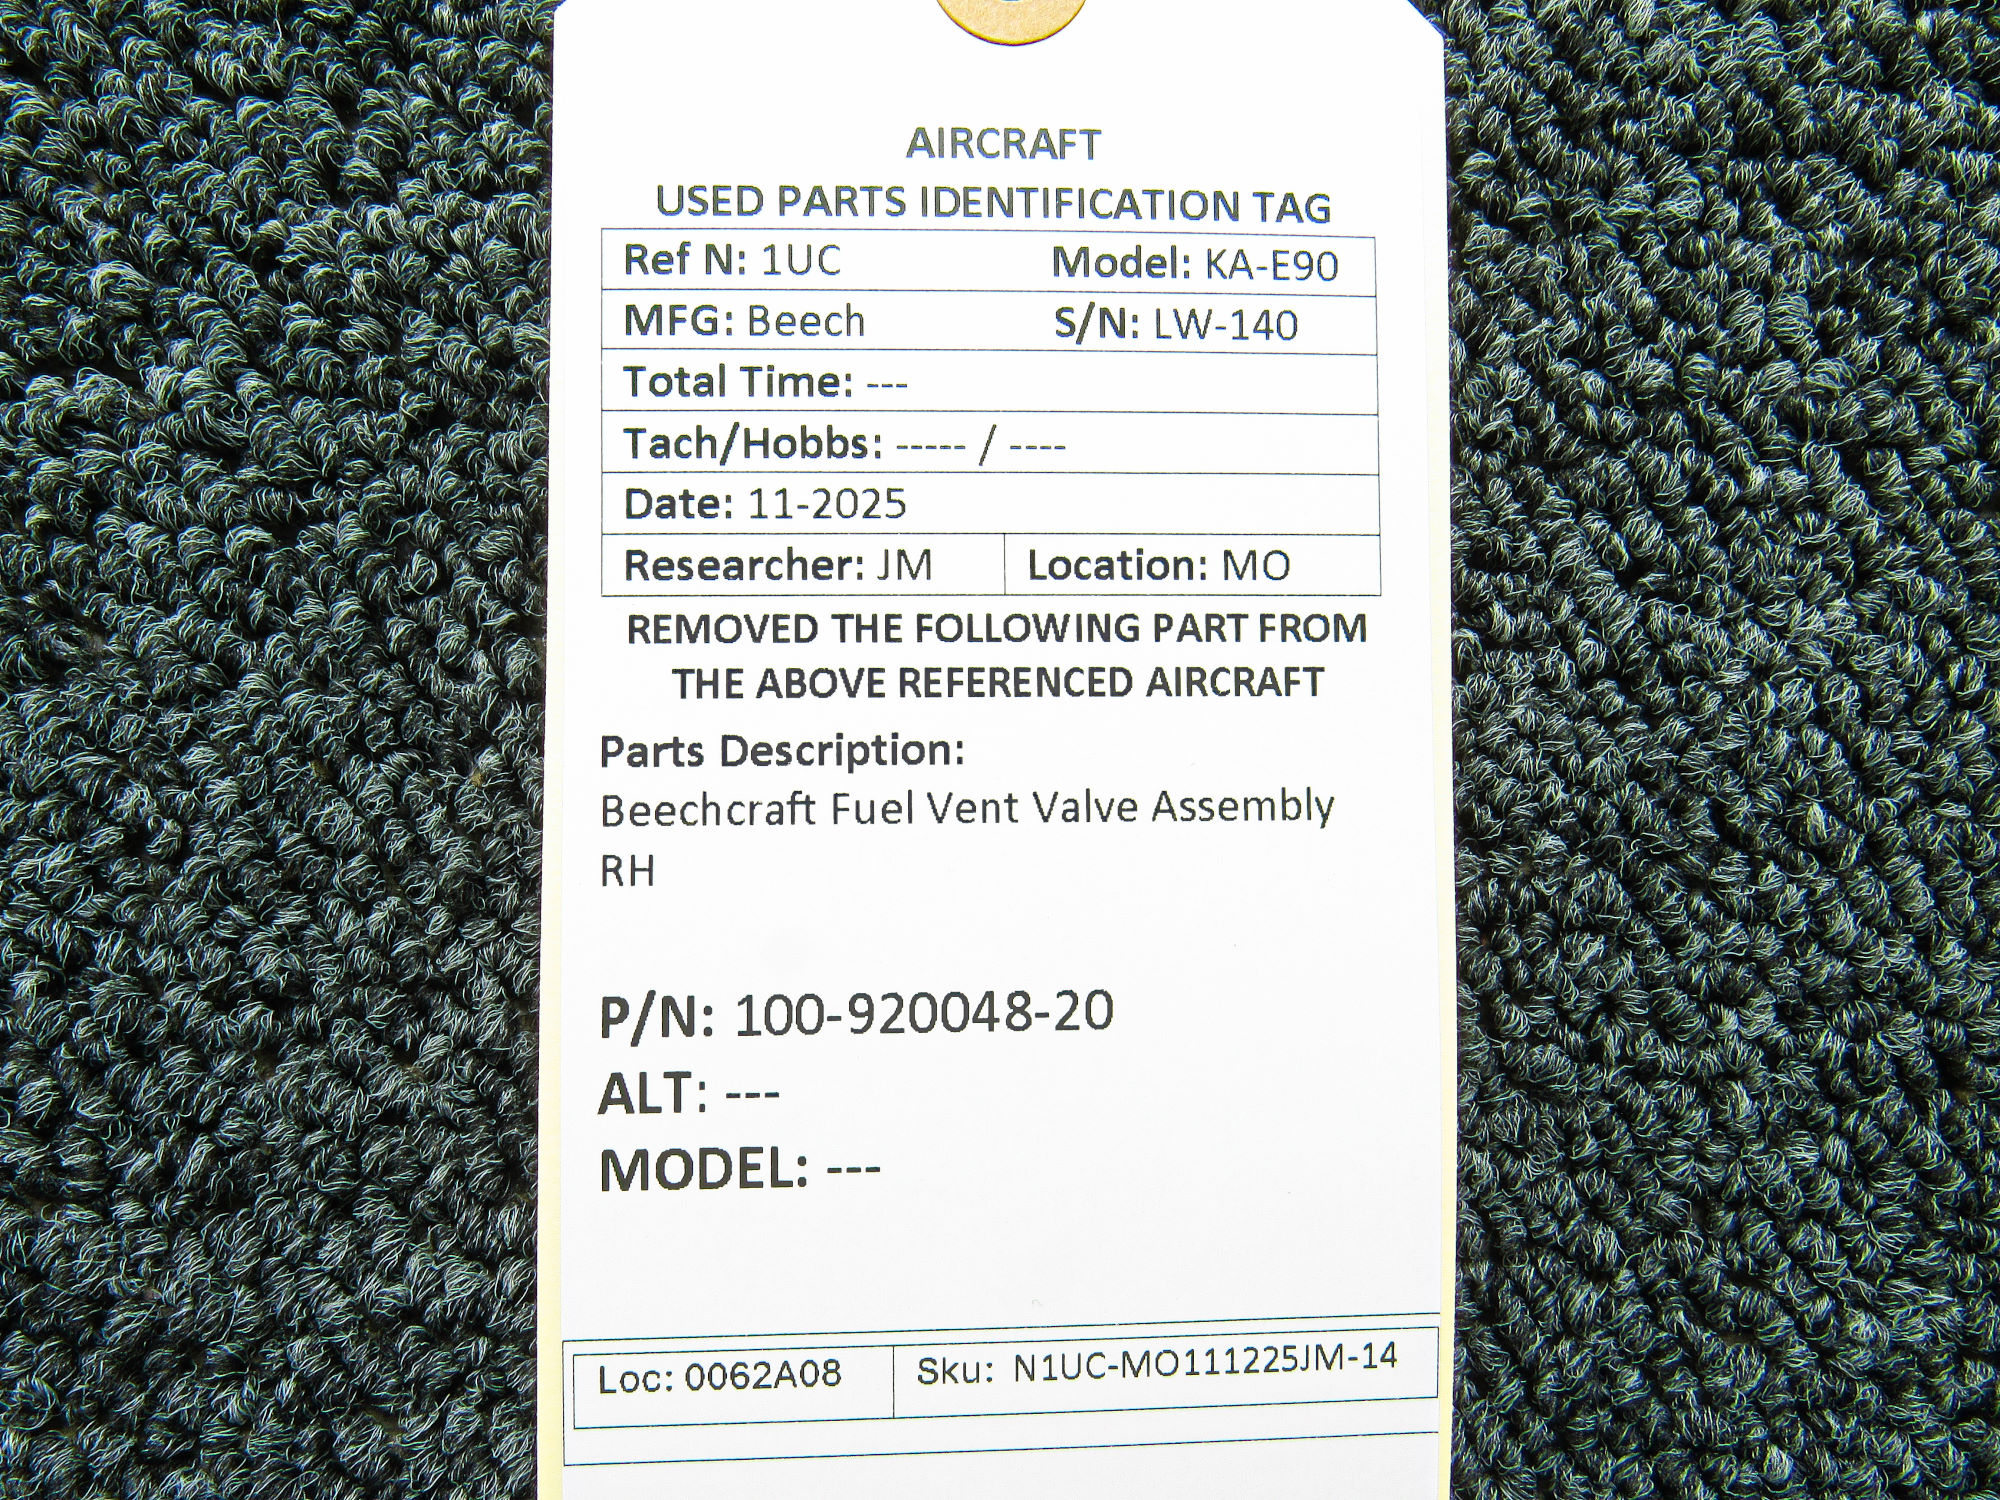 AIRCRAFT
USED PARTS IDENTIFICATION TAG
Ref N: 1UC Model: KA-E90
MFG: Beech S/N: LW-140
Total Time: ---
Tach/Hobbs: ----- / ----
Date: 11-2025
Researcher: JM Location: MO
REMOVED THE FOLLOWING PART FROM
THE ABOVE REFERENCED AIRCRAFT
Parts Description:
Beechcraft Fuel Vent Valve Assembly
RH
P/N: 100-920048-20
ALT: ---
MODEL: ---
Loc: 0062A08 Sku: N1UC-MO111225JM-14